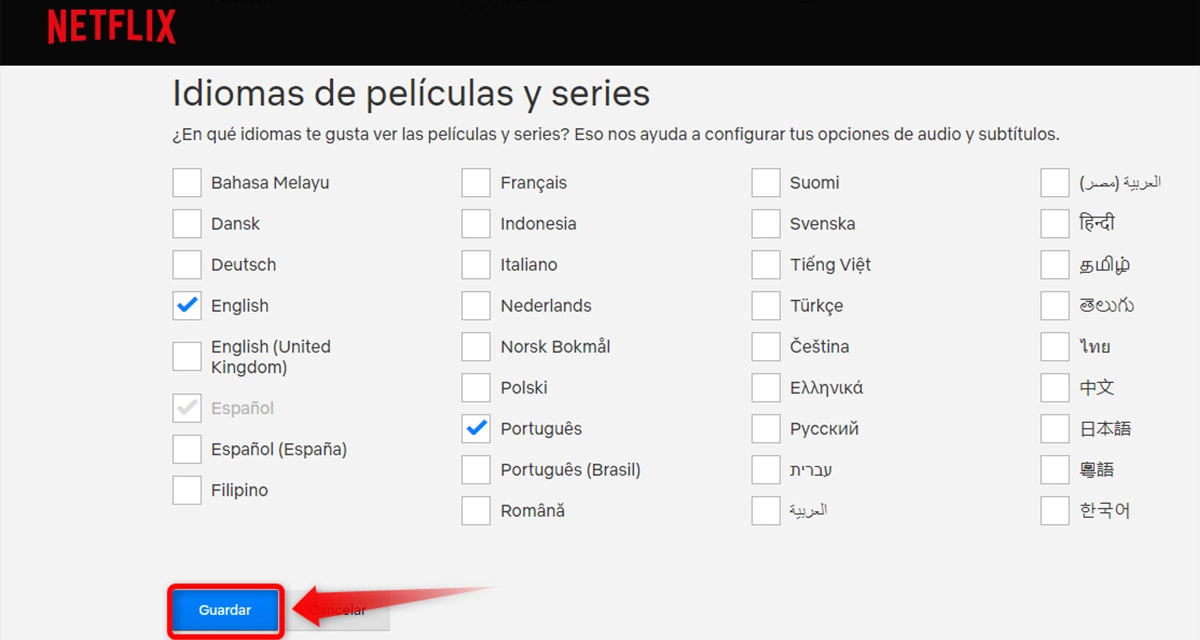 NETFLIX
Idiomas de películas y series
¿En qué idiomas te gusta ver las películas y series? Eso nos ayuda a configurar tus opciones de audio y subtítulos.
Bahasa Melayu
Dansk
Deutsch
English
English (United
Kingdom)
Español
Español (España)
Filipino
Français
Indonesia
Italiano
Nederlands
Norsk Bokmål
Polski
Português
Português (Brasil)
Română
Suomi
Svenska
Tiếng Việt
Türkçe
Čeština
Ελληνικά
Русский
עברית
العربية
العربية (مصر)
हिन्दी
தமிழ்
తెలుగు
ไทย
中文
日本語
粵語
한국어
Guardar
Cancelar